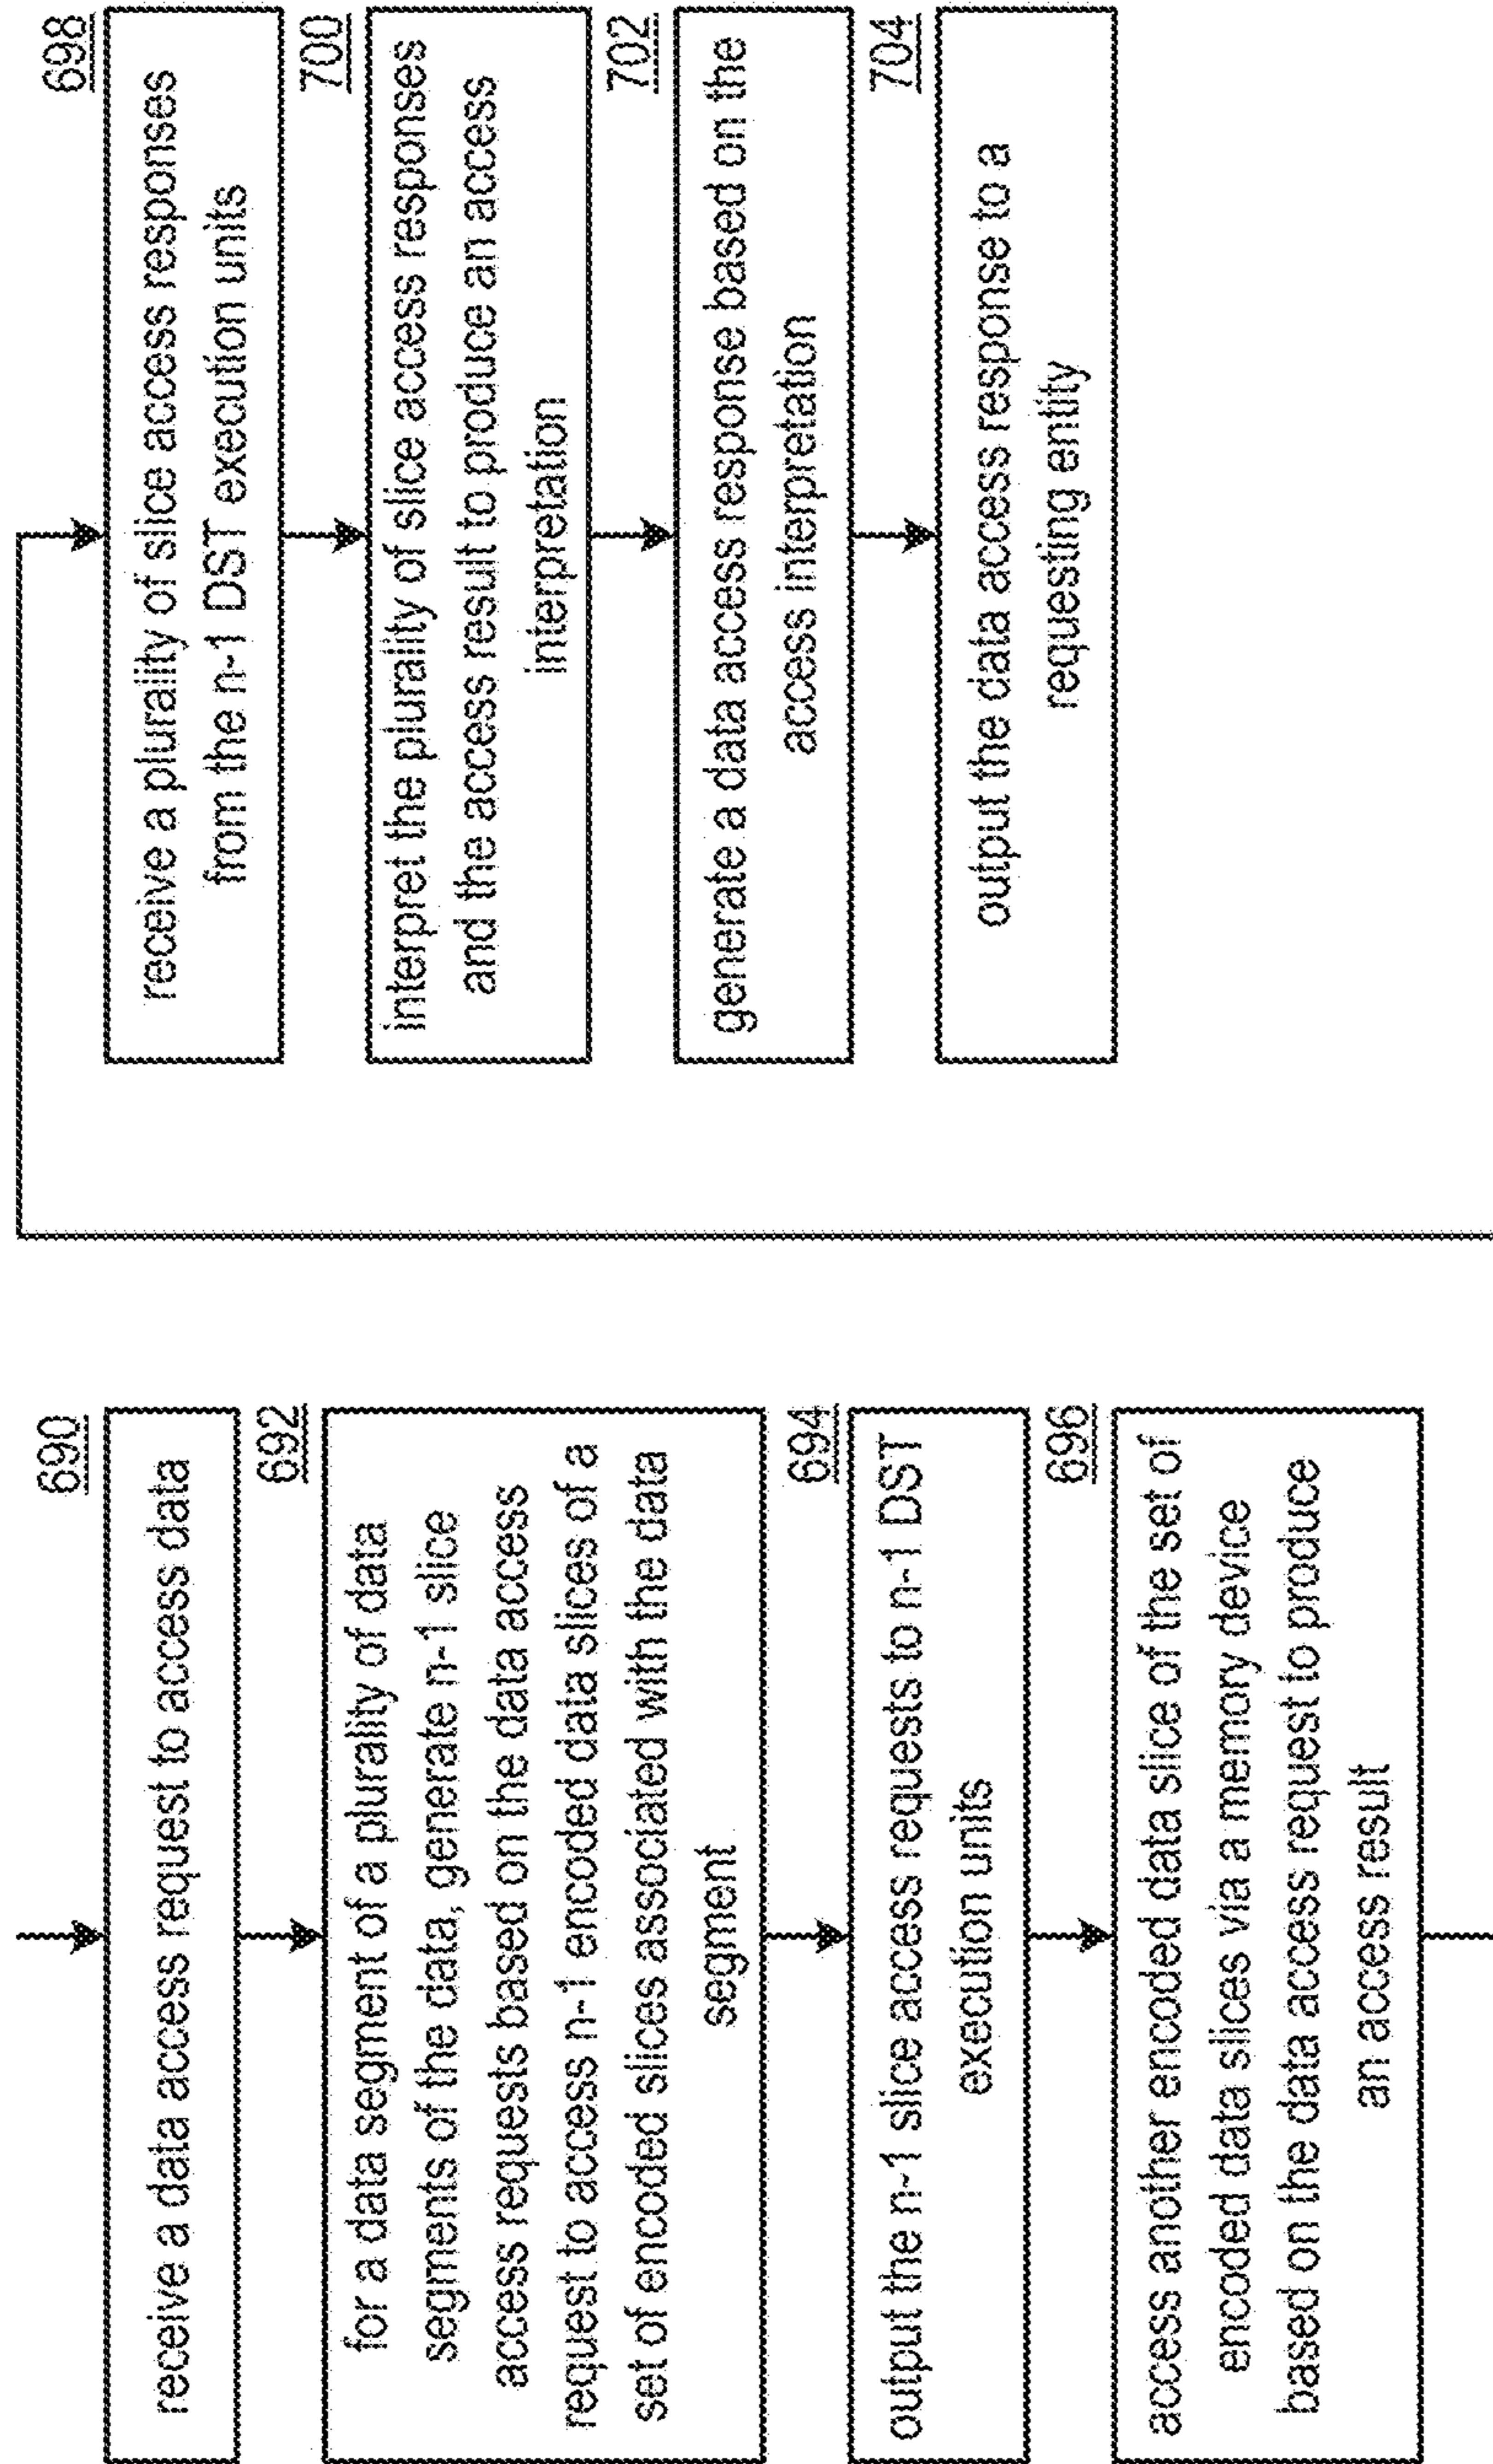 690
receive a data access request to access data
692
for a data segment of a plurality of data
segments of the data, generate n-1 slice
access requests based on the data access
request to access n-1 encoded data slices of a
set of encoded slices associated with the data
segment
694
output the n-1 slice access requests to n-1 DST
execution units
696
access another encoded data slice of the set of
encoded data slices via a memory device
based on the data access request to produce
an access result
698
receive a plurality of slice access responses
from the n-1 DST execution units
700
interpret the plurality of slice access responses
and the access result to produce an access
interpretation
702
generate a data access response based on the
access interpretation
704
output the data access response to a
requesting entity